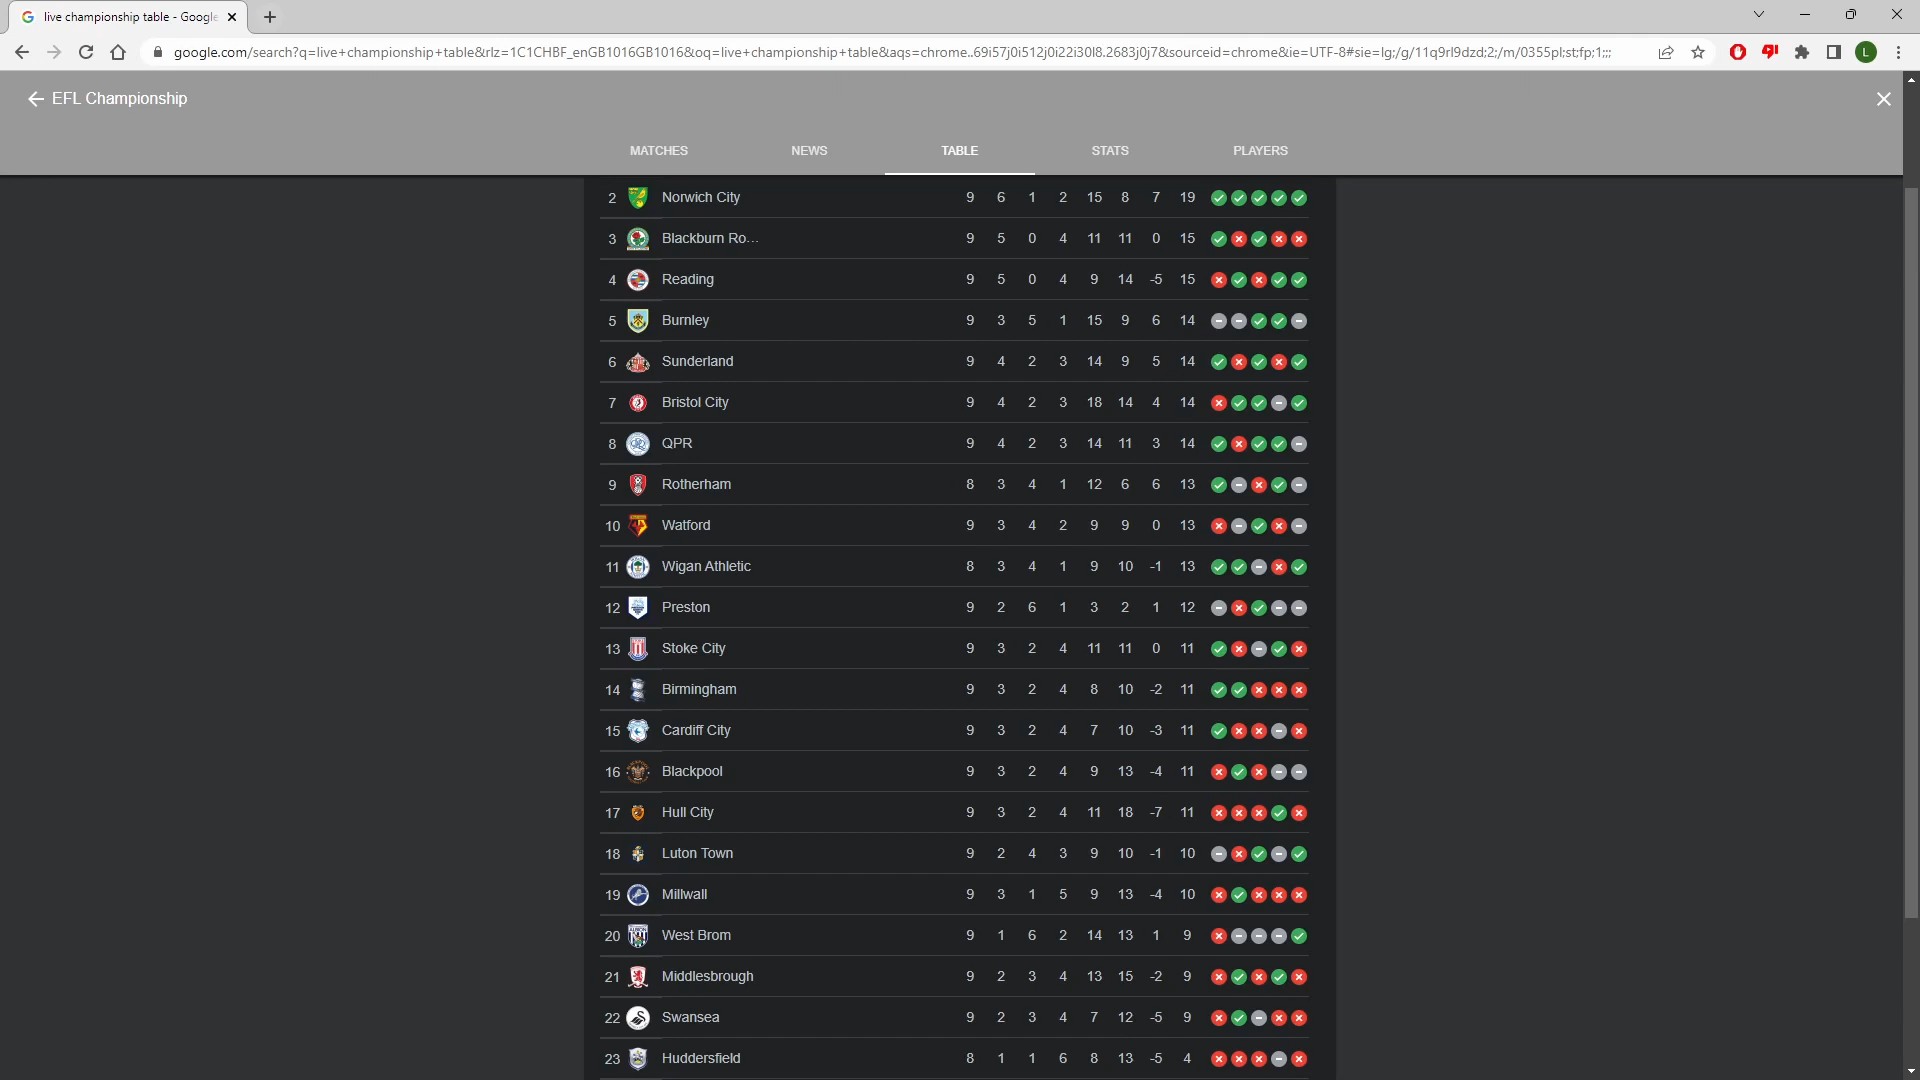 live championship table - Google
google.com/search?q=live+championship+table&rlz=1C1CHBF_enGB1016GB1016&oq=live+championship+table&aqs=chrome..69i57j0i512j0i22i30l8.2683j0j7&sourceid=chrome&ie=UTF-8#sie=lg;/g/11q9rl9dzd;2;/m/0355pl;st;fp;1;;;
L
EFL Championship
MATCHES NEWS TABLE STATS PLAYERS
2 Norwich City 9 6 1 2 15 8 7 19
3 Blackburn Ro... 9 5 0 4 11 11 0 15
4 Reading 9 5 0 4 9 14 -5 15
5 Burnley 9 3 5 1 15 9 6 14
6 Sunderland 9 4 2 3 14 9 5 14
7 Bristol City 9 4 2 3 18 14 4 14
8 QPR 9 4 2 3 14 11 3 14
9 Rotherham 8 3 4 1 12 6 6 13
10 Watford 9 3 4 2 9 9 0 13
11 Wigan Athletic 8 3 4 1 9 10 -1 13
12 Preston 9 2 6 1 3 2 1 12
13 Stoke City 9 3 2 4 11 11 0 11
14 Birmingham 9 3 2 4 8 10 -2 11
15 Cardiff City 9 3 2 4 7 10 -3 11
16 Blackpool 9 3 2 4 9 13 -4 11
17 Hull City 9 3 2 4 11 18 -7 11
18 Luton Town 9 2 4 3 9 10 -1 10
19 Millwall 9 3 1 5 9 13 -4 10
20 West Brom 9 1 6 2 14 13 1 9
21 Middlesbrough 9 2 3 4 13 15 -2 9
22 Swansea 9 2 3 4 7 12 -5 9
23 Huddersfield 8 1 1 6 8 13 -5 4